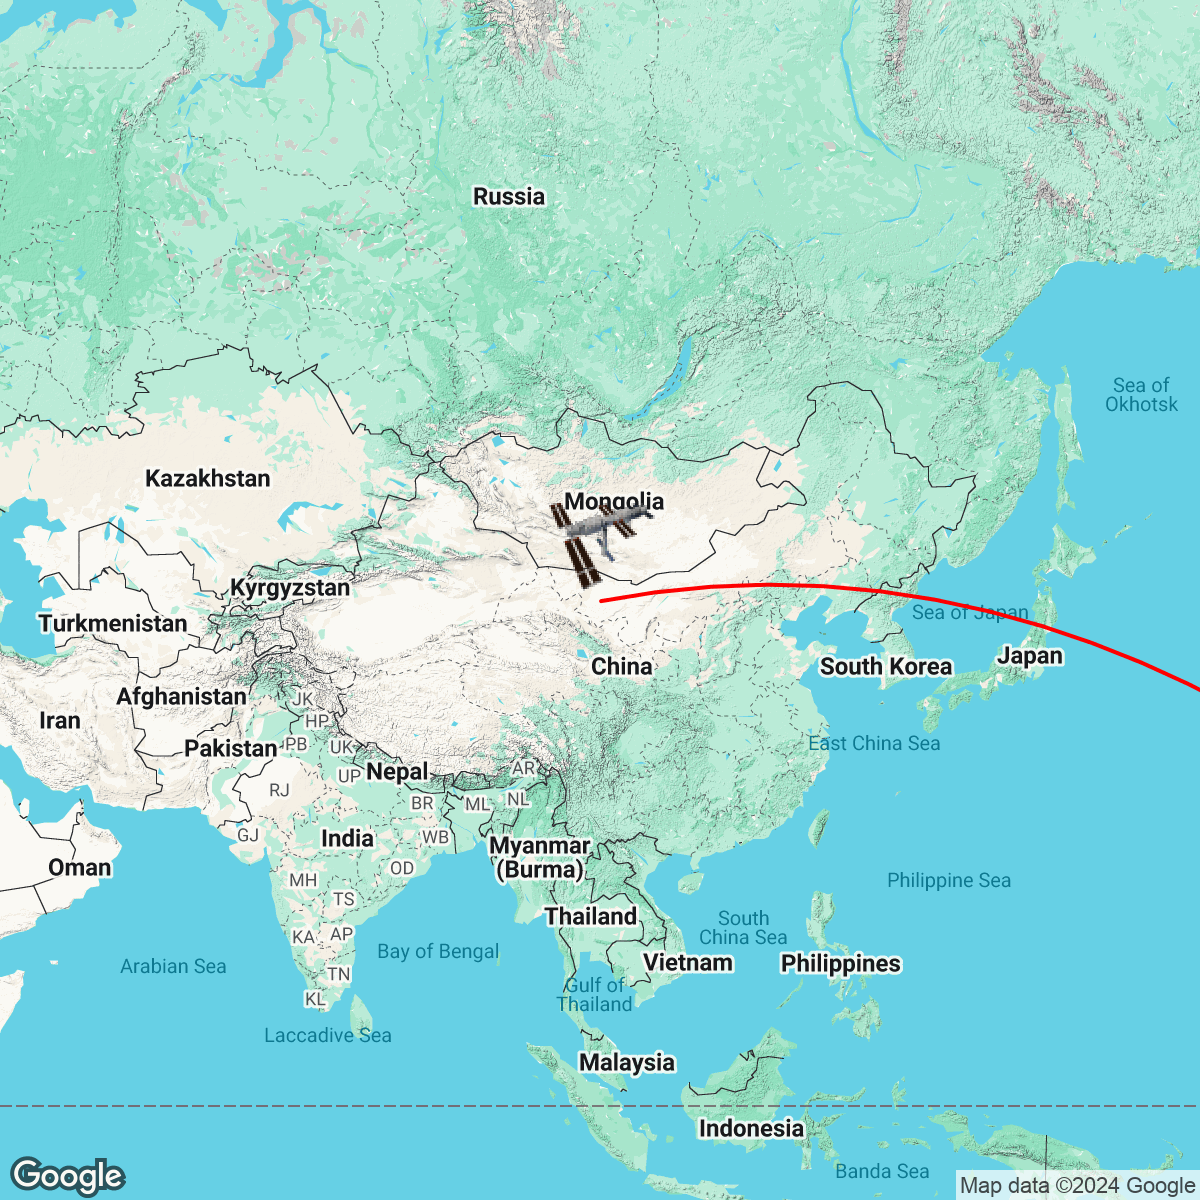 Russia
Sea of
Okhotsk
Kazakhstan
Mongolia
Kyrgyzstan
Turkmenistan
Sea of Japan
China
South Korea
Japan
Afghanistan
JK
Iran
HP
Pakistan
PB
UK
East China Sea
UP
Nepal
AR
RJ
BR
ML
NL
GJ
India
WB
Myanmar
(Burma)
Oman
OD
MH
Philippine Sea
TS
Thailand
South
China Sea
KA
AP
Bay of Bengal
Arabian Sea
Vietnam
Philippines
TN
Gulf of
Thailand
KL
Laccadive Sea
Malaysia
Indonesia
Banda Sea
Google
Map data ©2024 Google